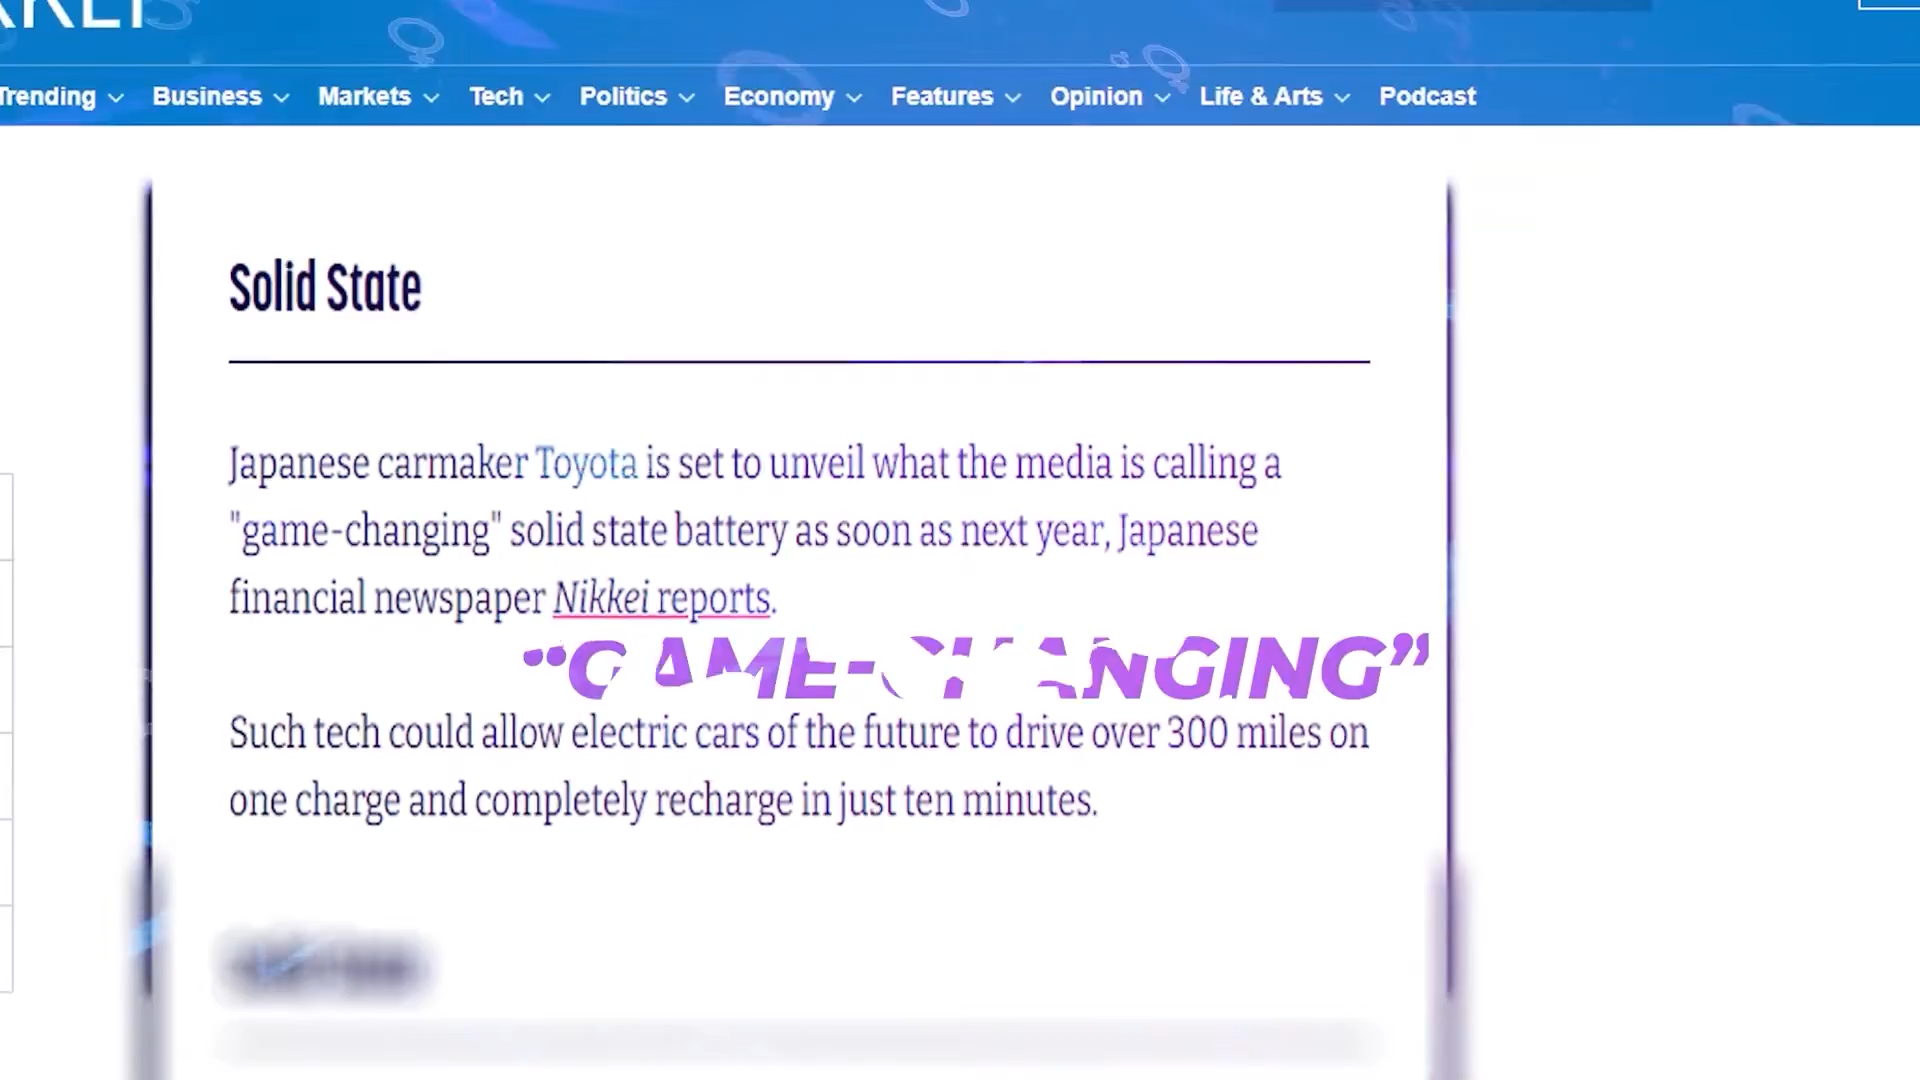 Trending Business Markets Tech Politics Economy Features Opinion Life & Arts Podcast
Solid State
Japanese carmaker Toyota is set to unveil what the media is calling a
"game-changing" solid state battery as soon as next year, Japanese
financial newspaper Nikkei reports.
“GAME-CHANGING”
Such tech could allow electric cars of the future to drive over 300 miles on
one charge and completely recharge in just ten minutes.